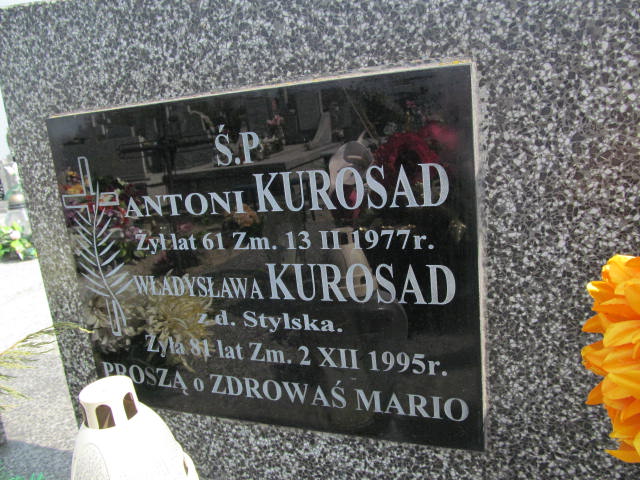 Ś.P
ANTONI KUROSAD
Żył lat 61 Zm. 13 II 1977r.
WŁADYSŁAWA KUROSAD
z d. Stylska.
Żyła 81 lat Zm. 2 XII 1995r.
PROSZĄ o ZDROWAŚ MARIO